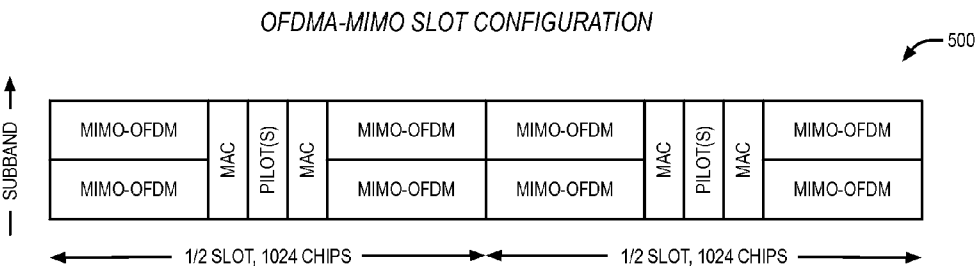 OFDMA-MIMO SLOT CONFIGURATION
500
SUBBAND
MIMO-OFDM MAC PILOT(S) MAC MIMO-OFDM MIMO-OFDM MAC PILOT(S) MAC MIMO-OFDM
MIMO-OFDM MIMO-OFDM MIMO-OFDM MIMO-OFDM
1/2 SLOT, 1024 CHIPS 1/2 SLOT, 1024 CHIPS